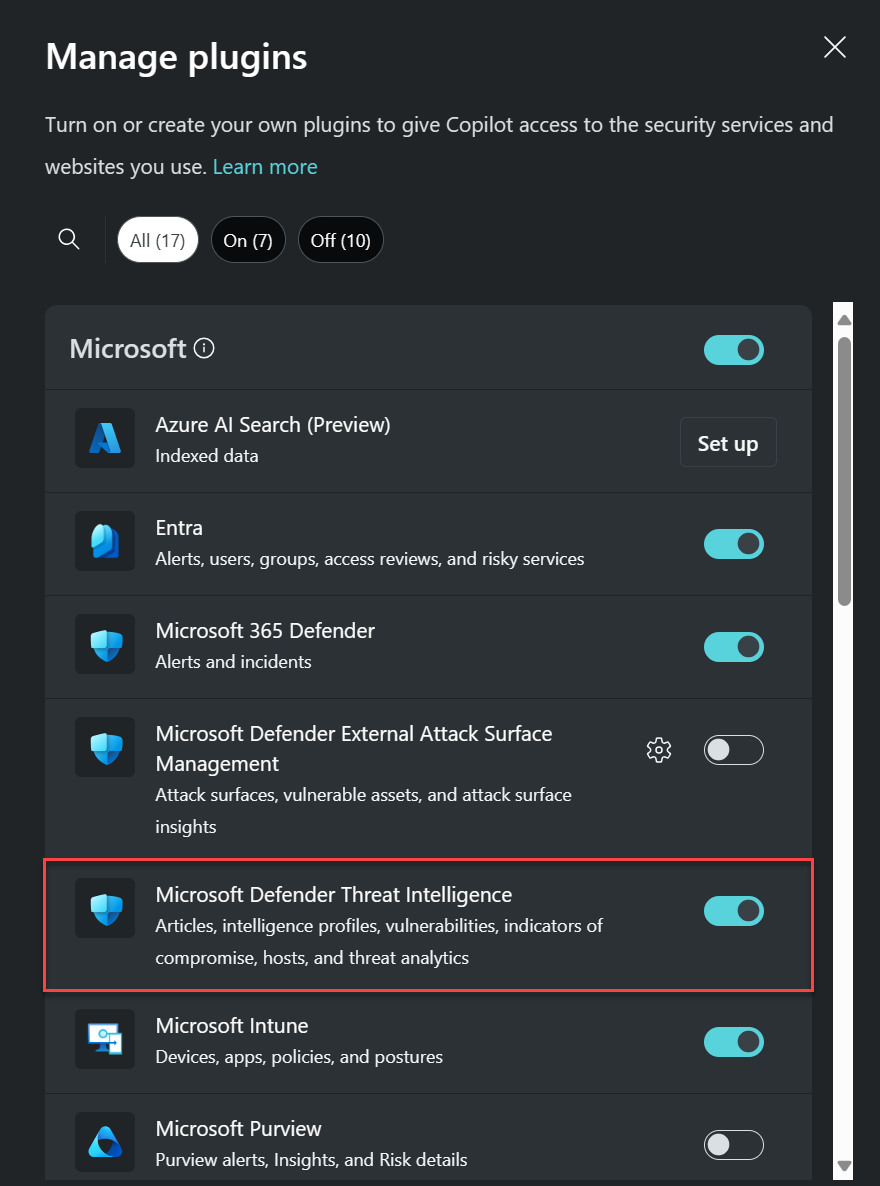 Manage plugins
Turn on or create your own plugins to give Copilot access to the security services and
websites you use. Learn more
All (17)
On (7)
Off (10)
Microsoft
Azure AI Search (Preview)
Indexed data
Set up
Entra
Alerts, users, groups, access reviews, and risky services
Microsoft 365 Defender
Alerts and incidents
Microsoft Defender External Attack Surface
Management
Attack surfaces, vulnerable assets, and attack surface
insights
Microsoft Defender Threat Intelligence
Articles, intelligence profiles, vulnerabilities, indicators of
compromise, hosts, and threat analytics
Microsoft Intune
Devices, apps, policies, and postures
Microsoft Purview
Purview alerts, Insights, and Risk details